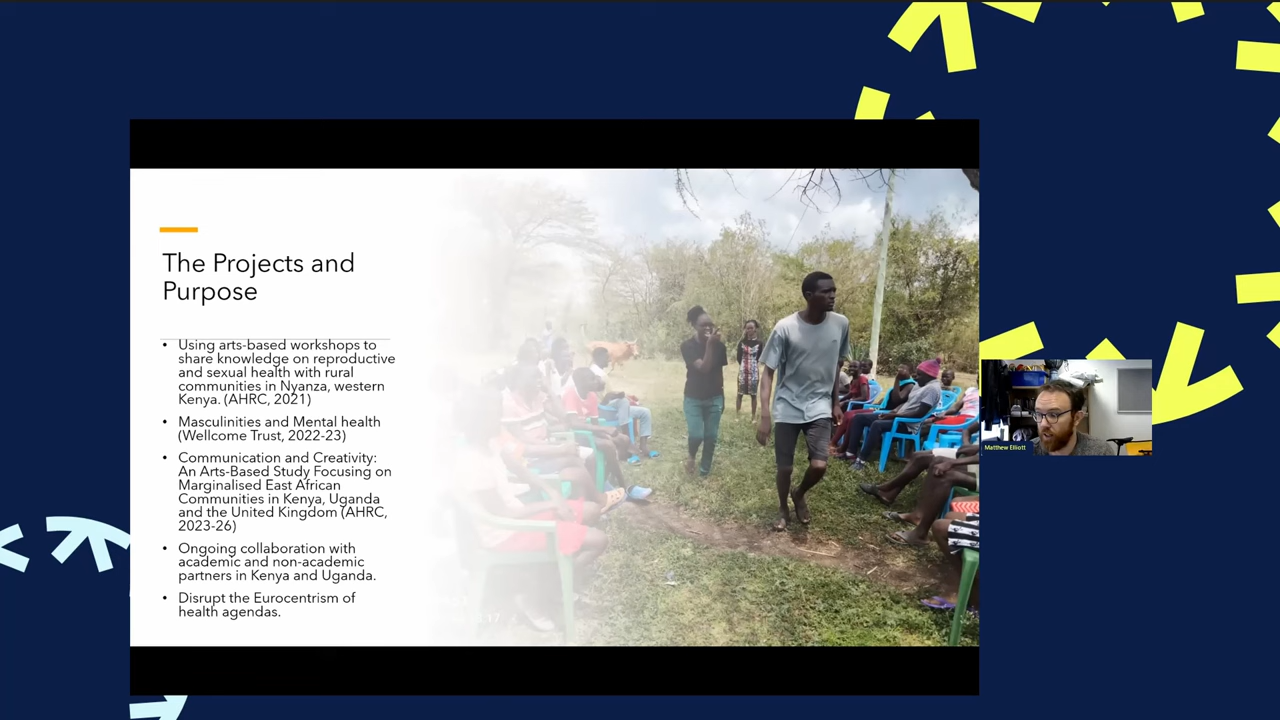 The Projects and
Purpose
• Using arts-based workshops to
share knowledge on reproductive
and sexual health with rural
communities in Nyanza, western
Kenya. (AHRC, 2021)
• Masculinities and Mental health
(Wellcome Trust, 2022-23)
• Communication and Creativity:
An Arts-Based Study Focusing on
Marginalised East African
Communities in Kenya, Uganda
and the United Kingdom (AHRC,
2023-26)
• Ongoing collaboration with
academic and non-academic
partners in Kenya and Uganda.
• Disrupt the Eurocentrism of
health agendas.
Matthew Elliott